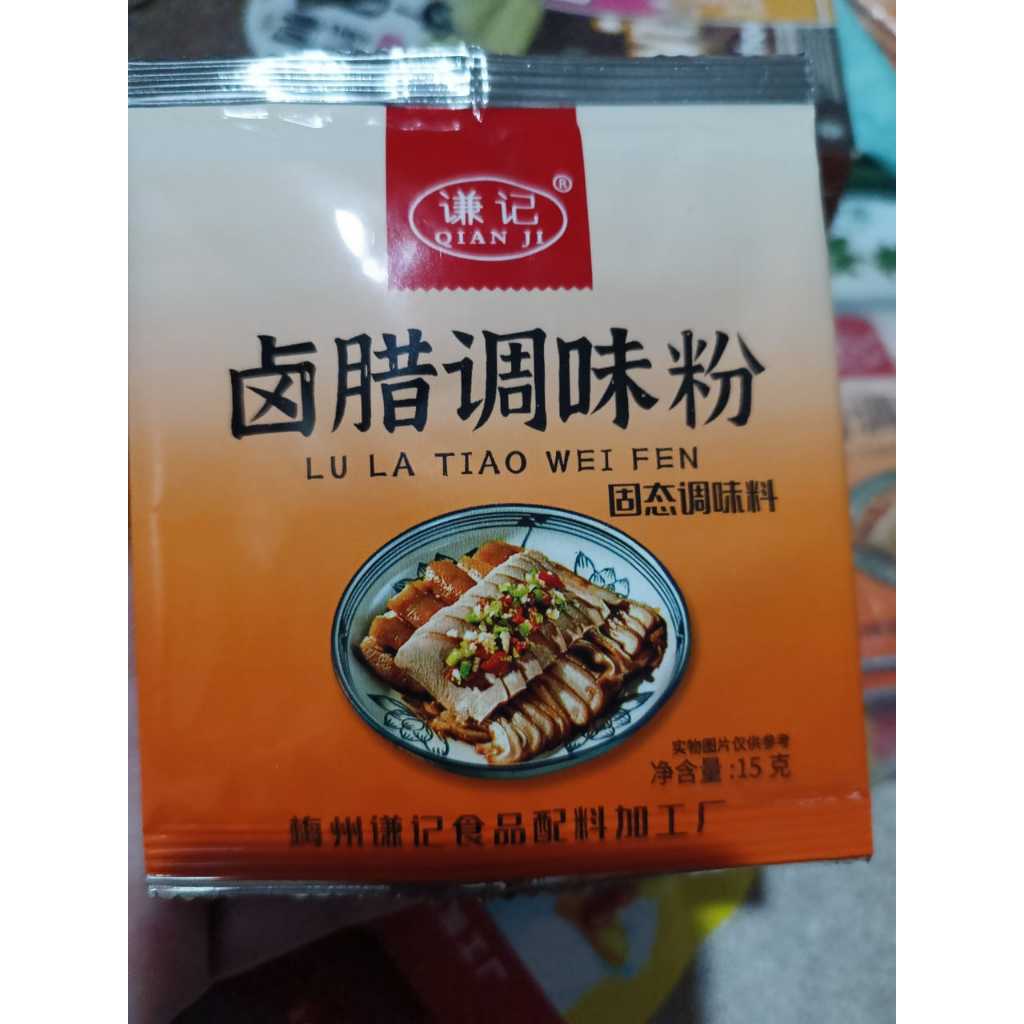 谦记®
QIAN JI
卤腊调味粉
LU LA TIAO WEI FEN
固态调味料
实物图片仅供参考
净含量:15 克
梅州谦记食品配料加工厂